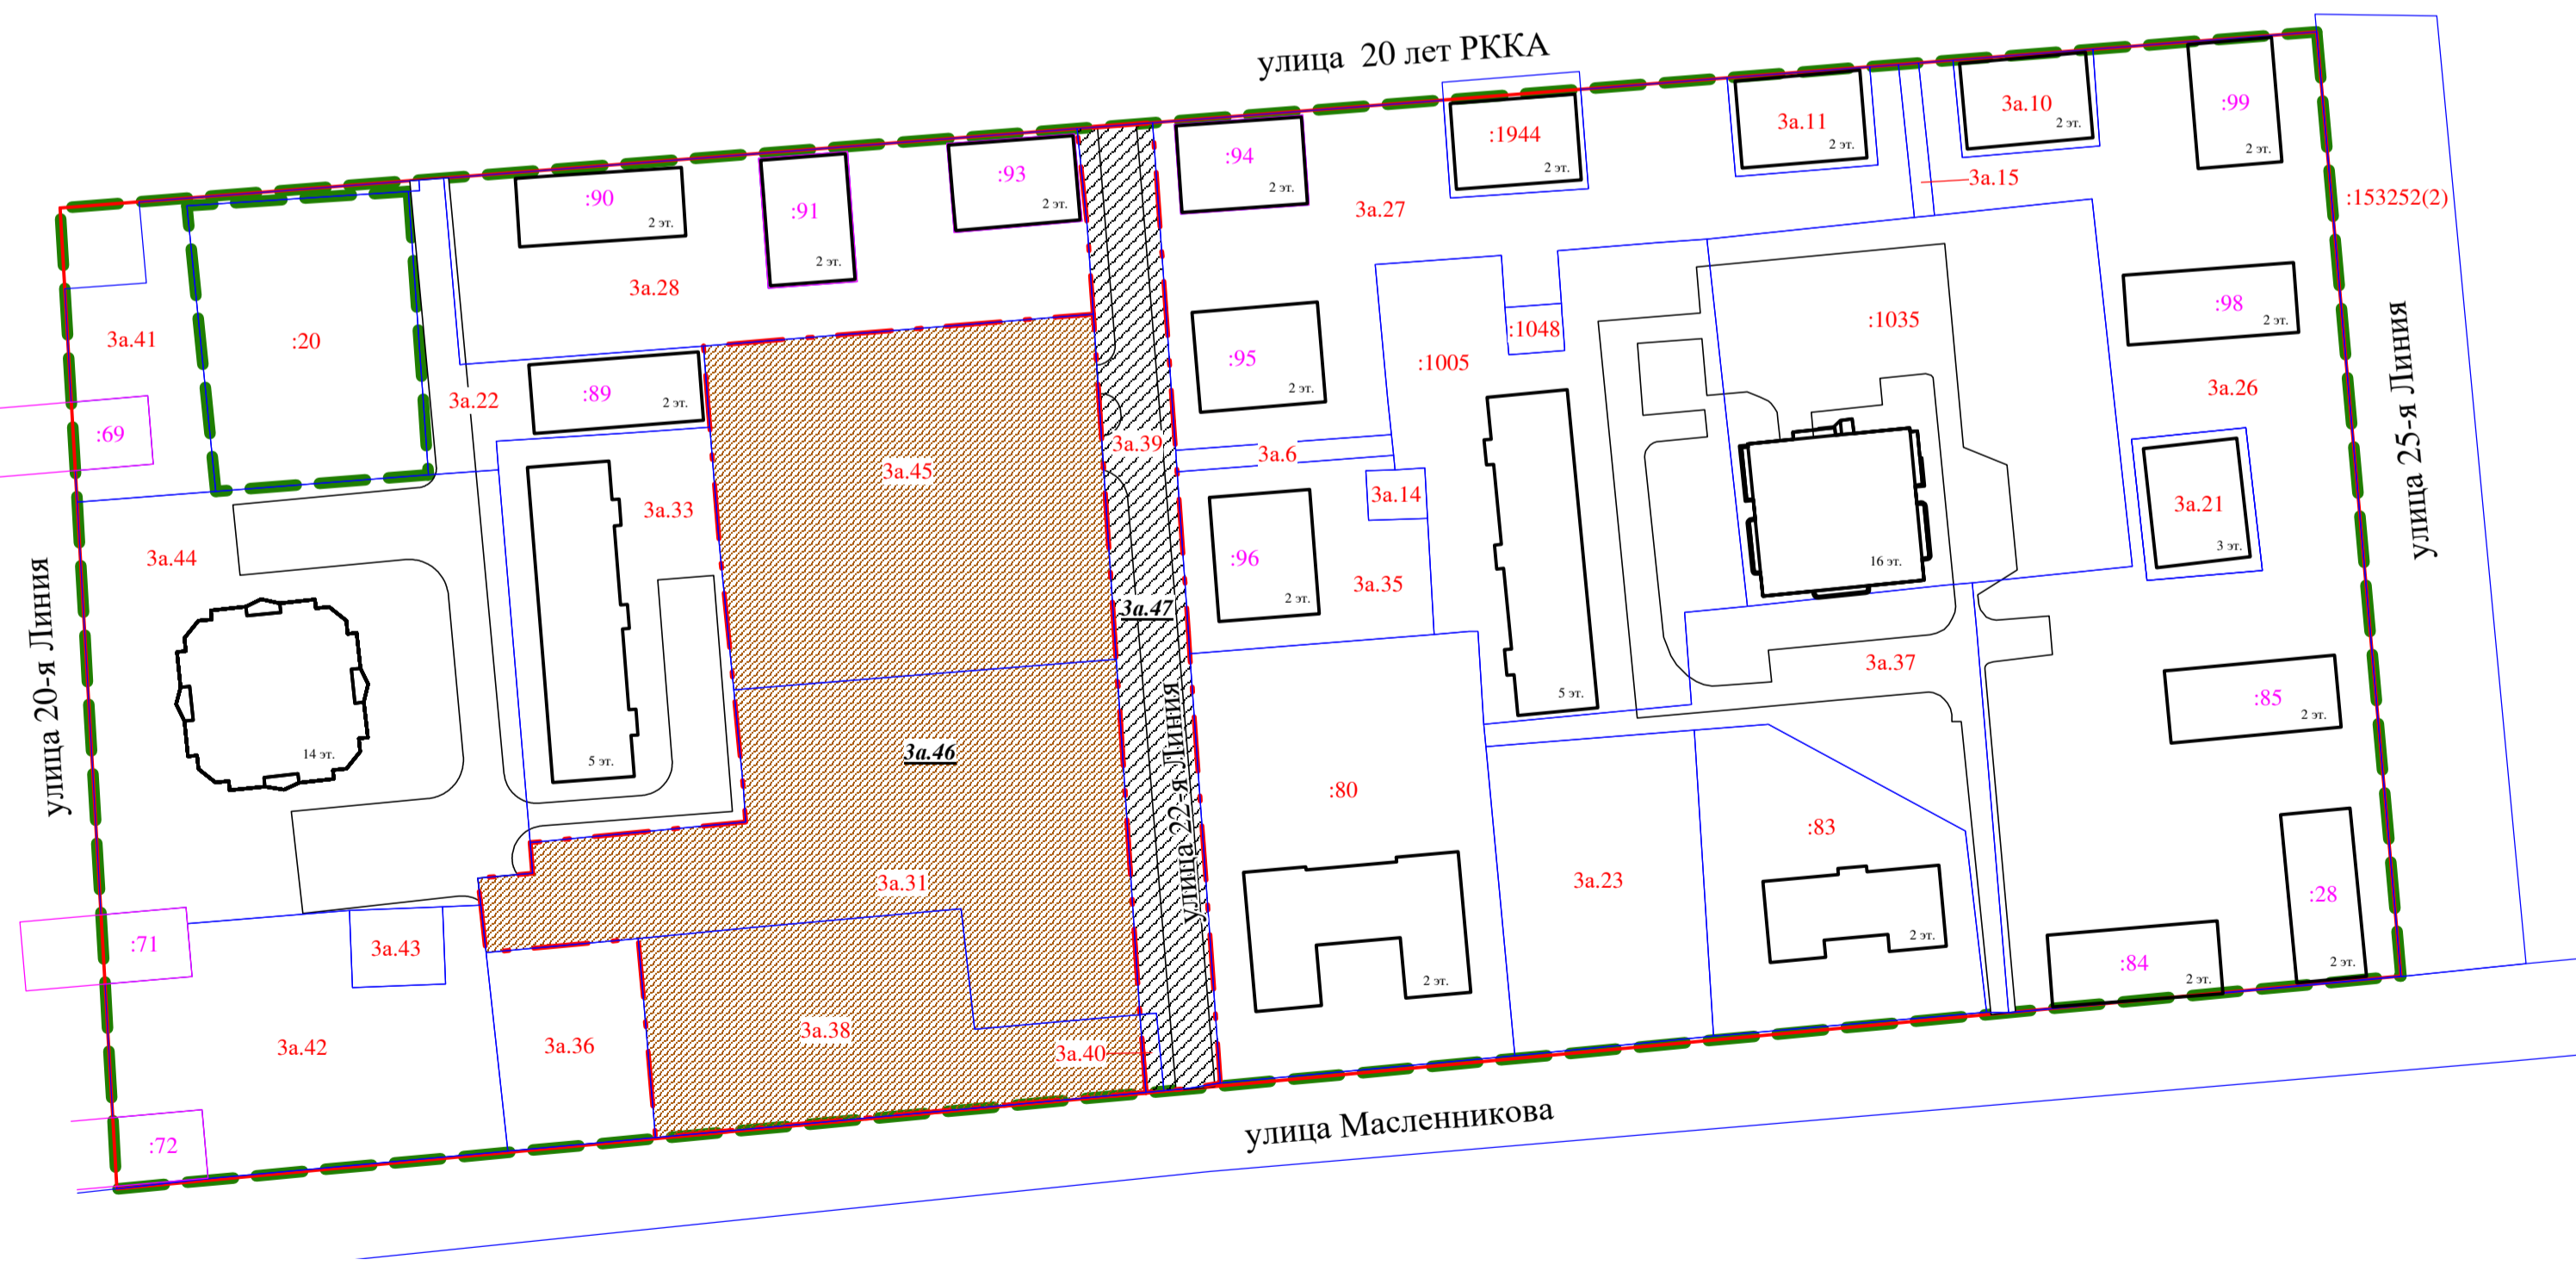 улица 20 лет РККА
:99
2 эт.
3а.10
2 эт.
3а.11
2 эт.
:1944
2 эт.
:94
2 эт.
:93
2 эт.
:91
2 эт.
:90
2 эт.
3а.15
:153252(2)
3а.27
3а.28
3а.41
:20
:69
3а.22
:89
2 эт.
:95
2 эт.
:1005
:1048
:1035
:98
2 эт.
3а.26
улица 25-я Линия
3а.45
3а.39
3а.6
3а.14
3а.33
3а.44
:96
2 эт.
3а.35
16 эт.
3а.21
3 эт.
3а.47
3а.37
5 эт.
:85
2 эт.
улица 20-я Линия
14 эт.
5 эт.
3а.46
улица 22-я Линия
:80
:83
3а.31
3а.23
:28
2 эт.
:71
3а.43
2 эт.
2 эт.
:84
2 эт.
3а.42
3а.36
3а.38
3а.40
:72
улица Масленникова